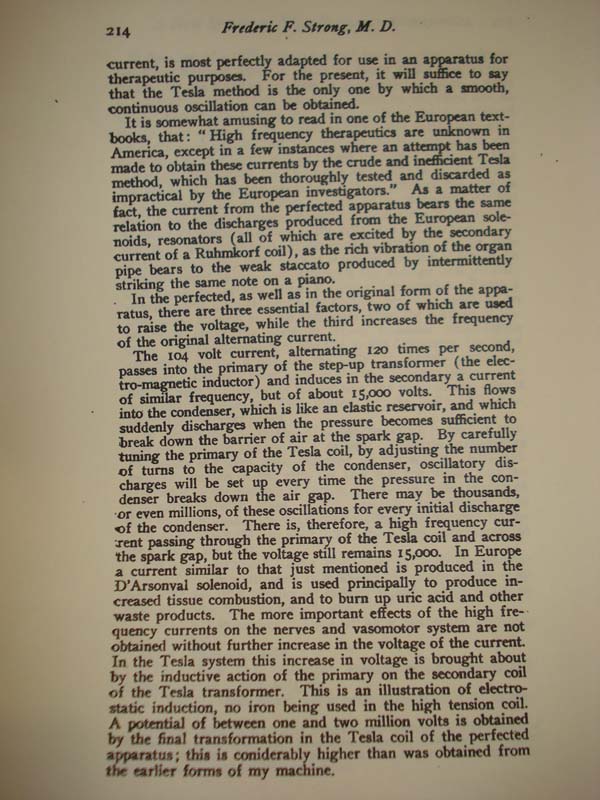 214
Frederic F. Strong, M. D.
current, is most perfectly adapted for use in an apparatus for
therapeutic purposes. For the present, it will suffice to say
that the Tesla method is the only one by which a smooth,
continuous oscillation can be obtained.
It is somewhat amusing to read in one of the European text-
books, that: "High frequency therapeutics are unknown in
America, except in a few instances where an attempt has been
made to obtain these currents by the crude and inefficient Tesla
method, which has been thoroughly tested and discarded as
impractical by the European investigators." As a matter of
fact, the current from the perfected apparatus bears the same
relation to the discharges produced from the European sole-
noids, resonators (all of which are excited by the secondary
current of a Ruhmkorf coil), as the rich vibration of the organ
pipe bears to the weak staccato produced by intermittently
striking the same note on a piano.
In the perfected, as well as in the original form of the appa-
ratus, there are three essential factors, two of which are used
to raise the voltage, while the third increases the frequency
of the original alternating current.
The 104 volt current, alternating 120 times per second,
passes into the primary of the step-up transformer (the elec-
tro-magnetic inductor) and induces in the secondary a current
of similar frequency, but of about 15,000 volts. This flows
into the condenser, which is like an elastic reservoir, and which
suddenly discharges when the pressure becomes sufficient to
break down the barrier of air at the spark gap. By carefully
tuning the primary of the Tesla coil, by adjusting the number
of turns to the capacity of the condenser, oscillatory dis-
charges will be set up every time the pressure in the con-
denser breaks down the air gap. There may be thousands,
or even millions, of these oscillations for every initial discharge
of the condenser. There is, therefore, a high frequency cur-
rent passing through the primary of the Tesla coil and across
the spark gap, but the voltage still remains 15,000. In Europe
a current similar to that just mentioned is produced in the
D'Arsonval solenoid, and is used principally to produce in-
creased tissue combustion, and to burn up uric acid and other
waste products. The more important effects of the high fre-
quency currents on the nerves and vasomotor system are not
obtained without further increase in the voltage of the current.
In the Tesla system this increase in voltage is brought about
by the inductive action of the primary on the secondary coil
of the Tesla transformer. This is an illustration of electro-
static induction, no iron being used in the high tension coil.
A potential of between one and two million volts is obtained
by the final transformation in the Tesla coil of the perfected
apparatus; this is coniderably higher than was obtained from
the earlier forms of my machine.